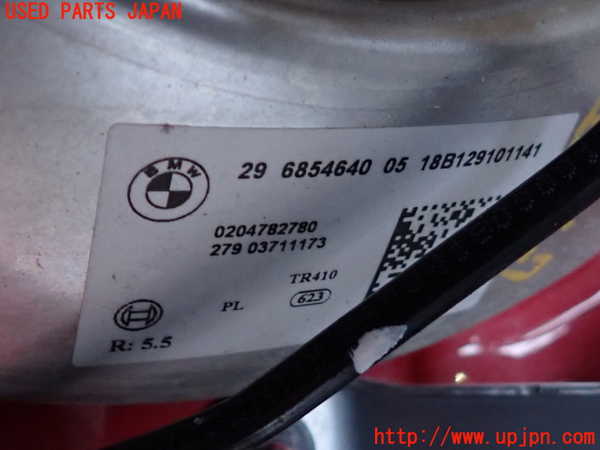 USED PARTS JAPAN
BMW
29 6854640 05 18B129101141
0204782780
279 03711173
TR410
PL 623
R: 5.5
http://www.upjpn.com/